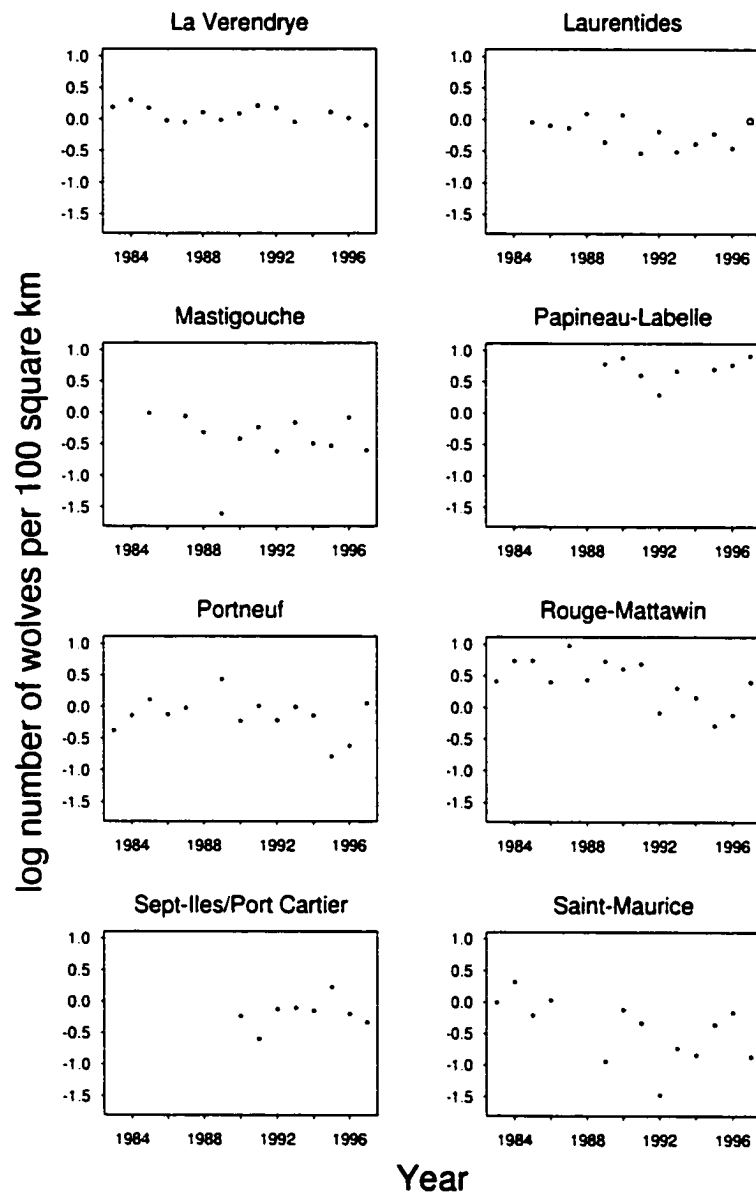 La Verendrye
Laurentides
1.0
0.5
0.0
-0.5
-1.0
-1.5
1984 1988 1992 1996
1.0
0.5
0.0
-0.5
-1.0
-1.5
1984 1988 1992 1996
Mastigouche
Papineau-Labelle
1.0
0.5
0.0
-0.5
-1.0
-1.5
1984 1988 1992 1996
1.0
0.5
0.0
-0.5
-1.0
-1.5
1984 1988 1992 1996
Portneuf
Rouge-Mattawin
1.0
0.5
0.0
-0.5
-1.0
-1.5
1984 1988 1992 1996
1.0
0.5
0.0
-0.5
-1.0
-1.5
1984 1988 1992 1996
Sept-Iles/Port Cartier
Saint-Maurice
1.0
0.5
0.0
-0.5
-1.0
-1.5
1984 1988 1992 1996
1.0
0.5
0.0
-0.5
-1.0
-1.5
1984 1988 1992 1996
log number of wolves per 100 square km
Year